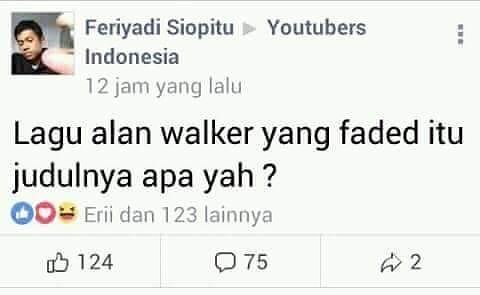 Feriyadi Siopitu ▶ Youtubers
Indonesia
12 jam yang lalu
Lagu alan walker yang faded itu
judulnya apa yah ?
Erii dan 123 lainnya
124 75 2